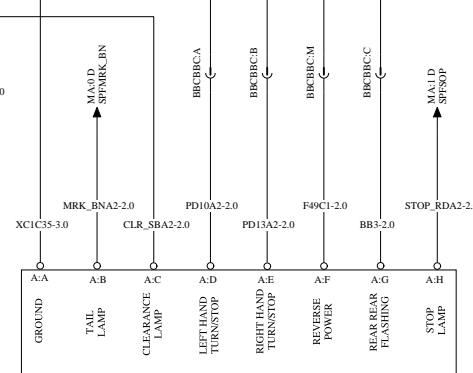 MA:0 D
SPFMRK_BN
BBCBBC:A
BBCBBC:B
BBCBBC:M
BBCBBC:C
MA:1 D
SPFSOP
0
MRK_BNA2-2.0
PD10A2-2.0
F49C1-2.0
STOP_RDA2-2.
XC1C35-3.0
CLR_SBA2-2.0
PD13A2-2.0
BB3-2.0
A:A
A:B
A:C
A:D
A:E
A:F
A:G
A:H
GROUND
TAIL
LAMP
CLEARANCE
LAMP
LEFT HAND
TURN/STOP
RIGHT HAND
TURN/STOP
REVERSE
POWER
REAR REAR
FLASHING
STOP
LAMP